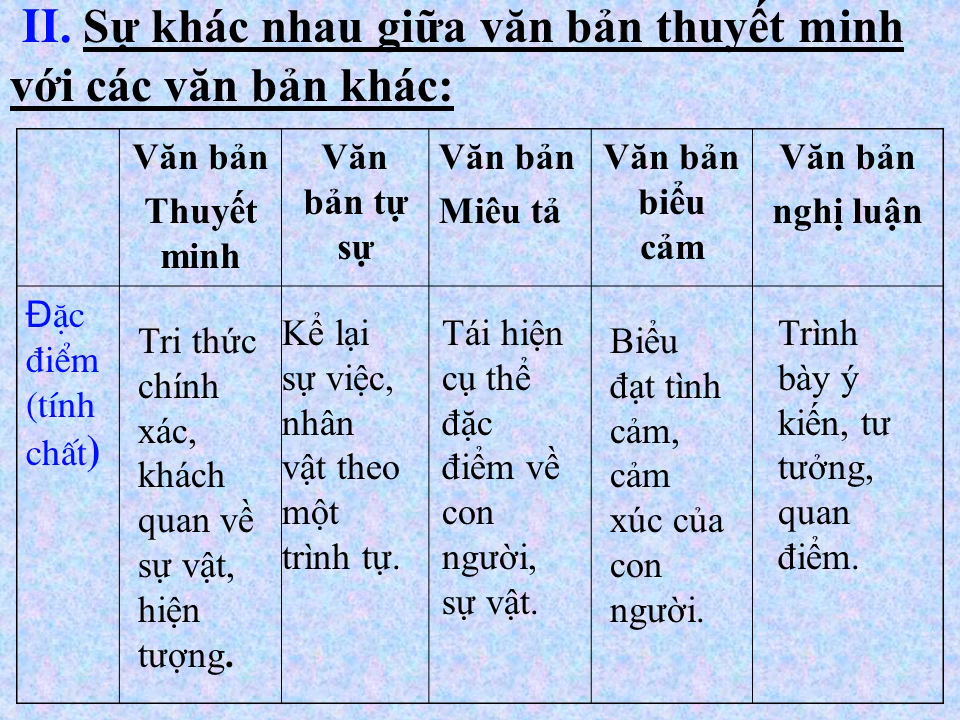 II. Sự khác nhau giữa văn bản thuyết minh
với các văn bản khác:
Văn bản
Thuyết
minh
Văn
bản tự
sự
Văn bản
Miêu tả
Văn bản
biểu
cảm
Văn bản
nghị luận
Đặc
điểm
(tính
chất)
Tri thức
chính
xác,
khách
quan về
sự vật,
hiện
tượng.
Kể lại
sự việc,
nhân
vật theo
một
trình tự.
Tái hiện
cụ thể
đặc
điểm về
con
người,
sự vật.
Biểu
đạt tình
cảm,
cảm
xúc của
con
người.
Trình
bày ý
kiến, tư
tưởng,
quan
điểm.